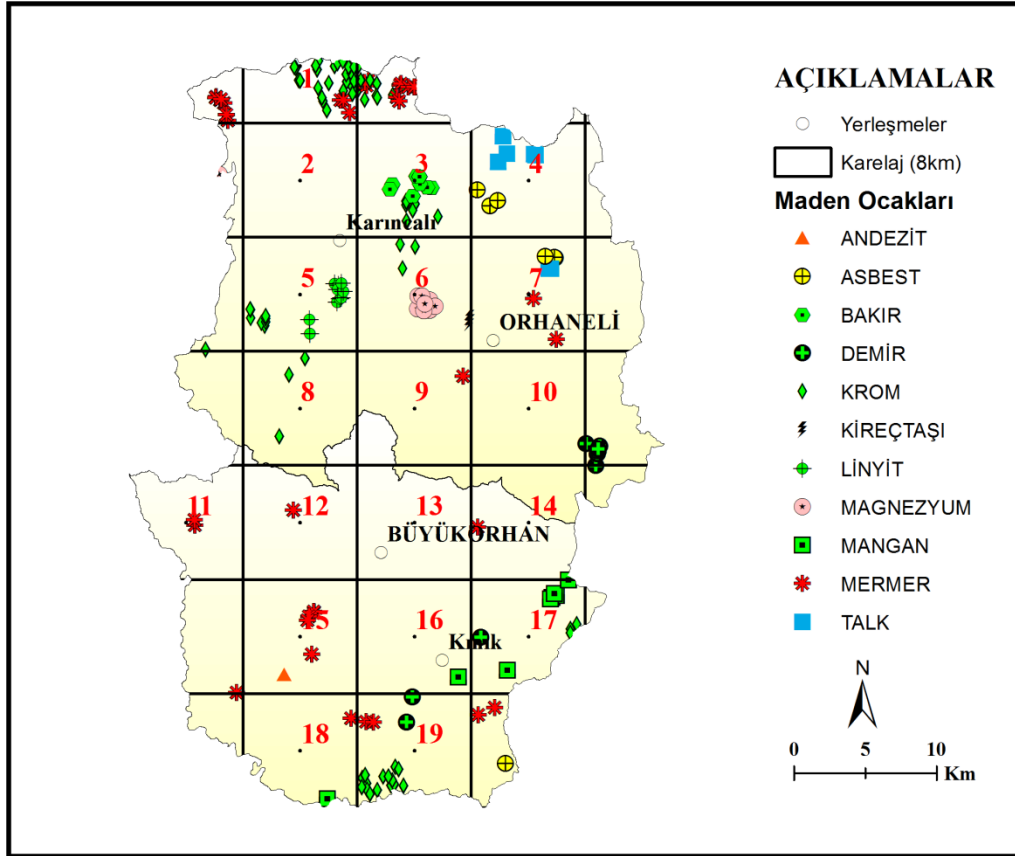 1
2
3
4
Karıncalı
5
6
7
ORHANELİ
8
9
10
11
12
13
14
BÜYÜKORHAN
15
16
17
Kınık
18
19
AÇIKLAMALAR
Yerleşmeler
Karelaj (8km)
Maden Ocakları
ANDEZİT
ASBEST
BAKIR
DEMİR
KROM
KİREÇTAŞI
LİNYİT
MAGNEZYUM
MANGAN
MERMER
TALK
N
0 5 10
Km